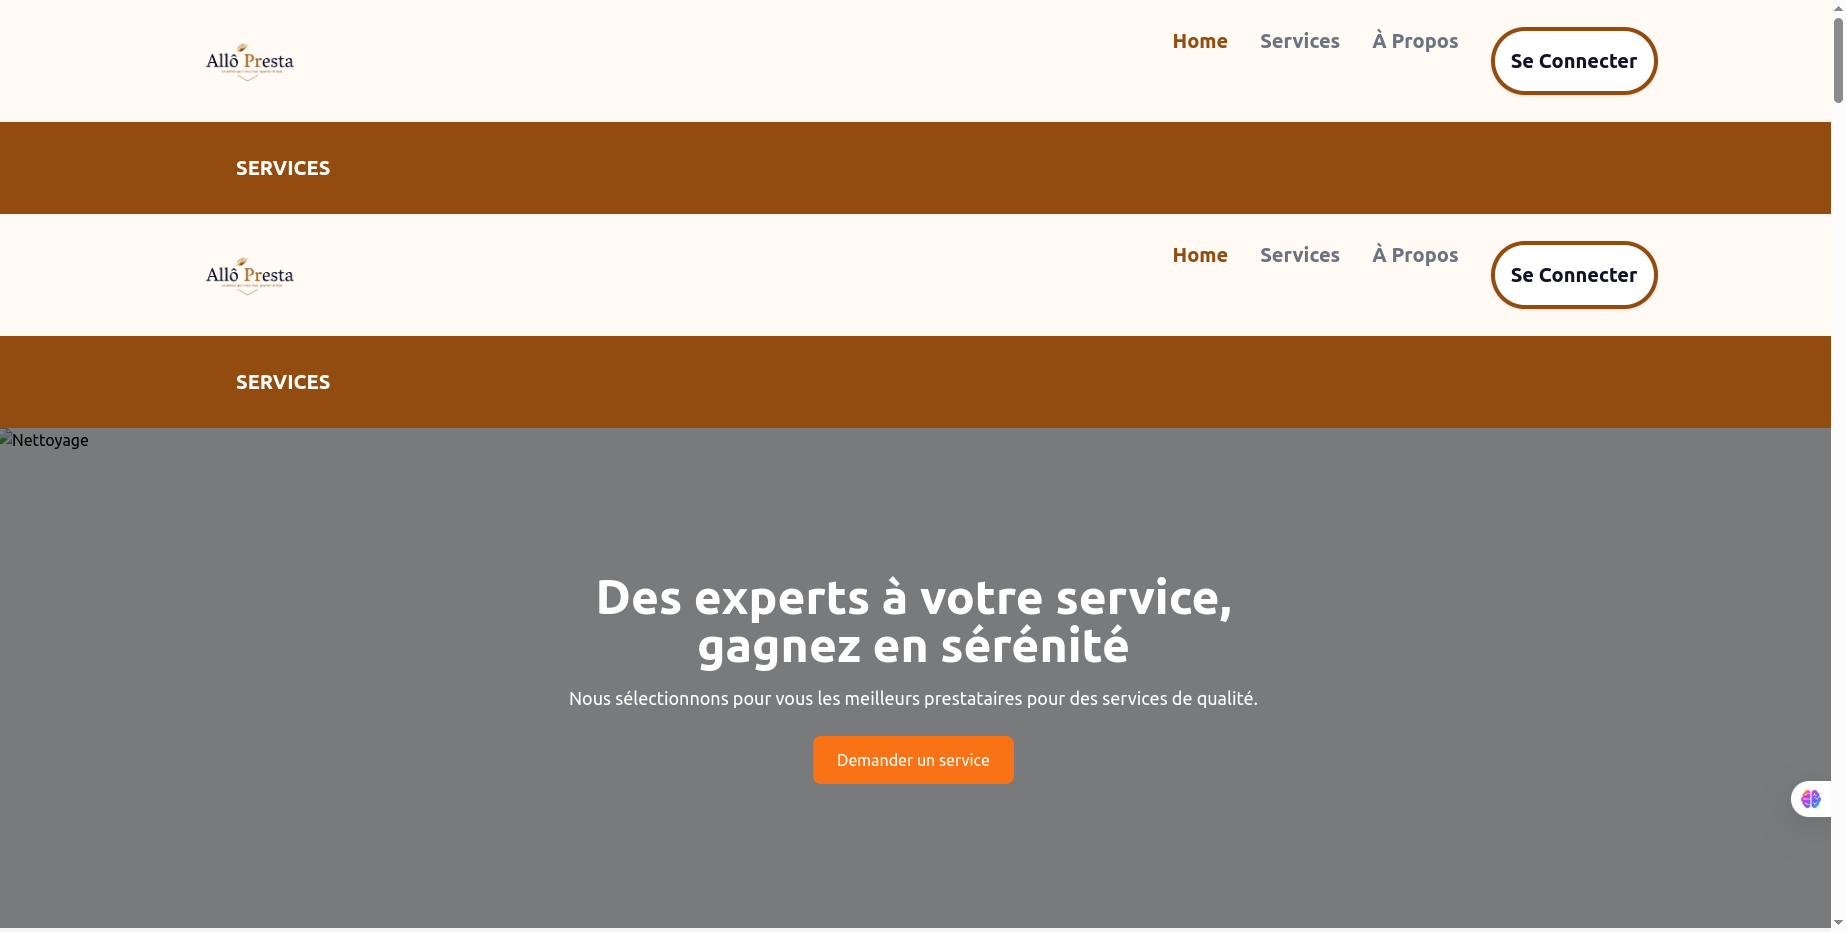 Allô Presta
Home Services À Propos Se Connecter
SERVICES
Allô Presta
Home Services À Propos Se Connecter
SERVICES
Nettoyage
Des experts à votre service,
gagnez en sérénité
Nous sélectionnons pour vous les meilleurs prestataires pour des services de qualité.
Demander un service